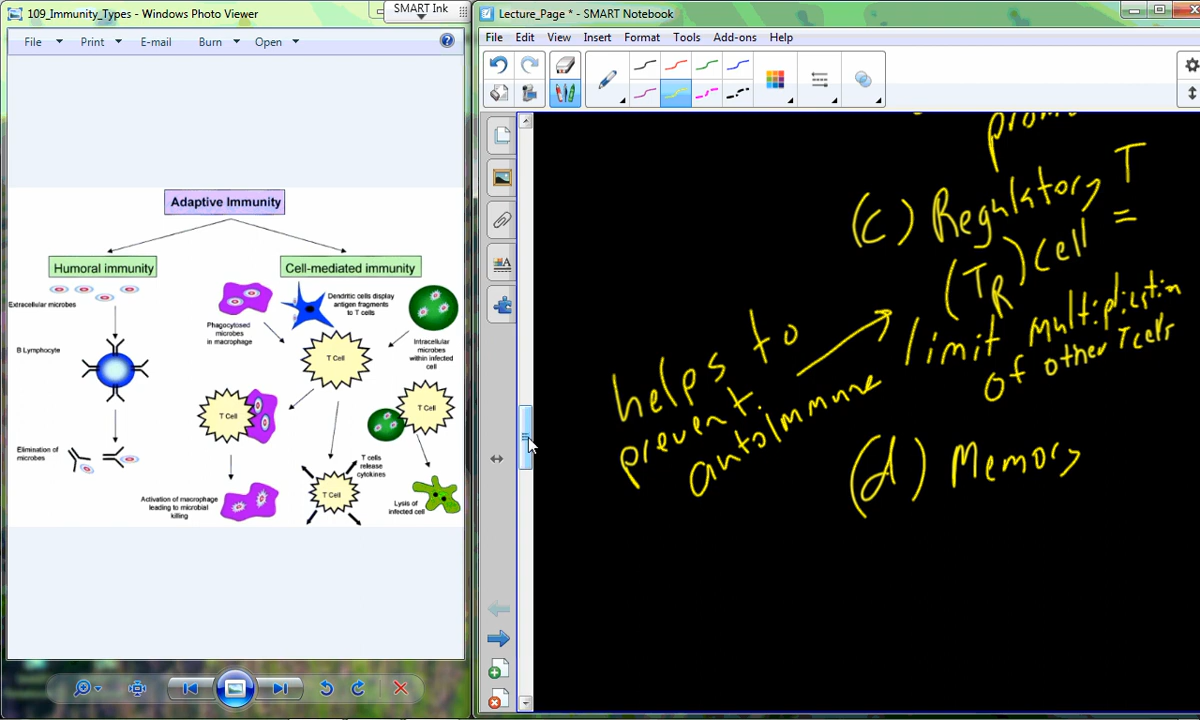 109_Immunity_Types - Windows Photo Viewer
SMART Ink
File Print E-mail Burn Open
Adaptive Immunity
Humoral immunity
Cell-mediated immunity
Extracellular microbes
Dendritic cells display
antigen fragments
to T cells
Phagocytosed
microbes
in macrophage
Intracellular
microbes
within infected
cell
B Lymphocyte
T Cell
T Cell
T Cell
Elimination of
microbes
T cells
release
cytokines
T Cell
Activation of macrophage
leading to microbial
killing
Lysis of
infected cell
Lecture_Page * - SMART Notebook
File Edit View Insert Format Tools Add-ons Help
(c) Regulatory T
(TR) Cell =
limit multiplication
of other T cells
helps to
prevent
autoimmune
(d) Memory